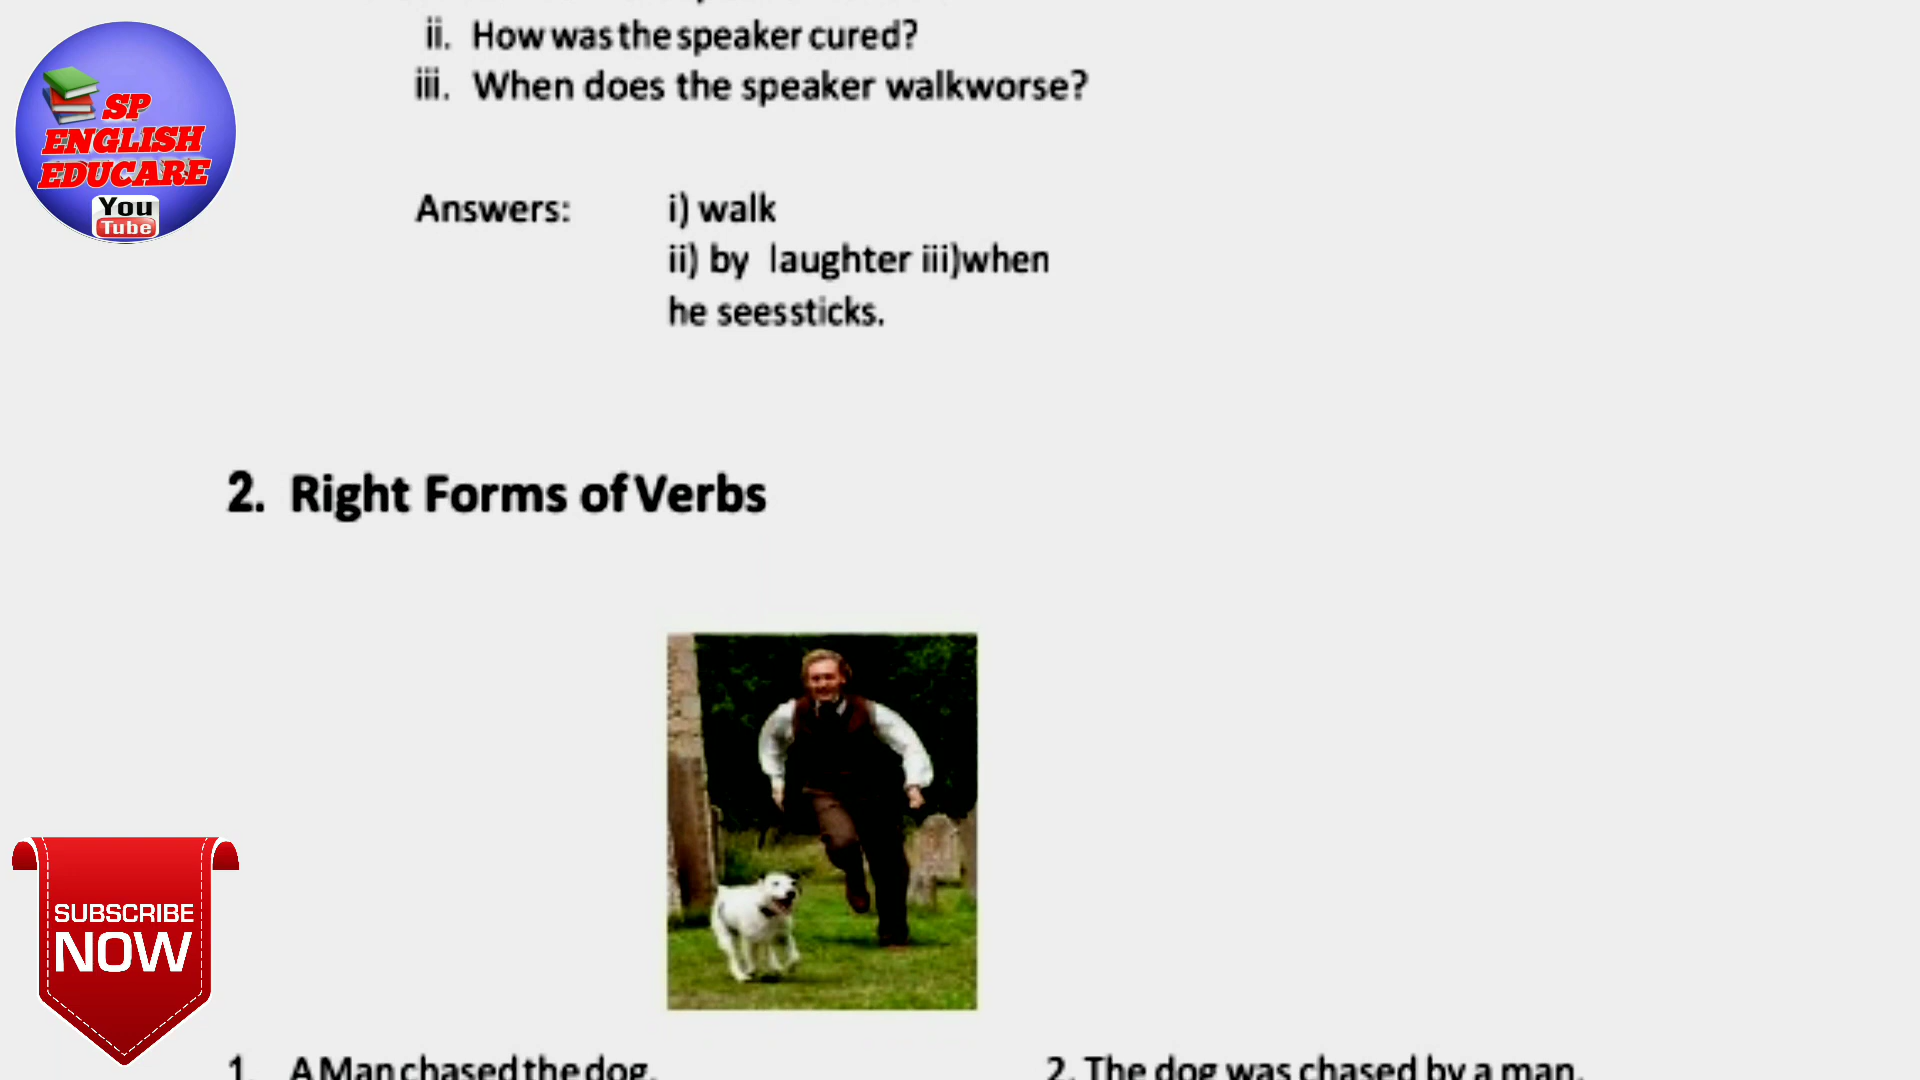 ii. How was the speaker cured?
iii. When does the speaker walkworse?
SP
ENGLISH
EDUCARE
You
Tube
Answers: i) walk
ii) by laughter iii)when
he seessticks.
2. Right Forms of Verbs
SUBSCRIBE
NOW
1. A Man chased the dog.
2. The dog was chased by a man.